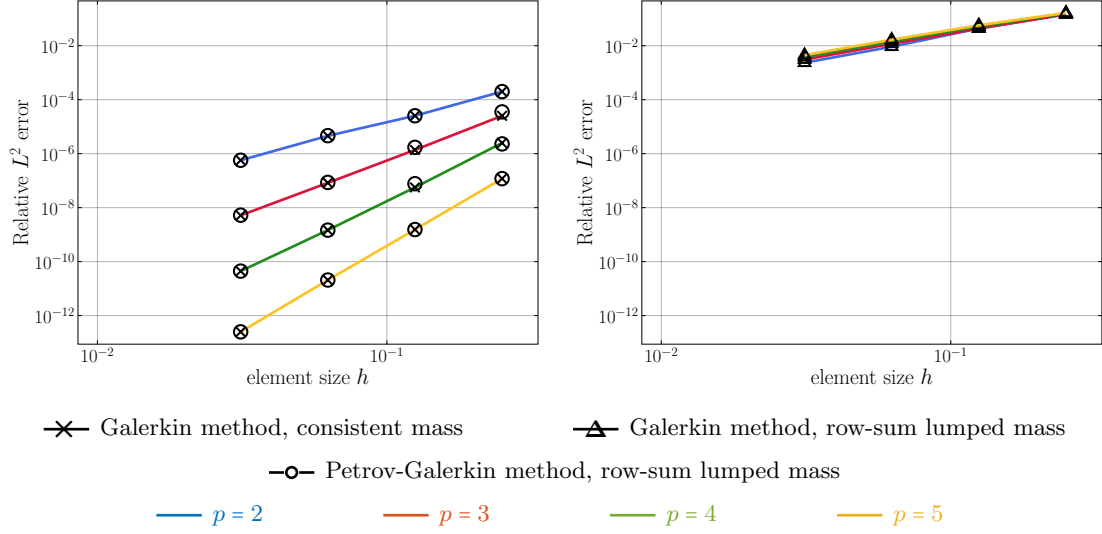 10⁻²
10⁻⁴
10⁻⁶
10⁻⁸
10⁻¹⁰
10⁻¹²
Relative L² error
10⁻² 10⁻¹
element size h
10⁻²
10⁻⁴
10⁻⁶
10⁻⁸
10⁻¹⁰
10⁻¹²
Relative L² error
10⁻² 10⁻¹
element size h
Galerkin method, consistent mass
Galerkin method, row-sum lumped mass
Petrov-Galerkin method, row-sum lumped mass
p = 2 p = 3 p = 4 p = 5